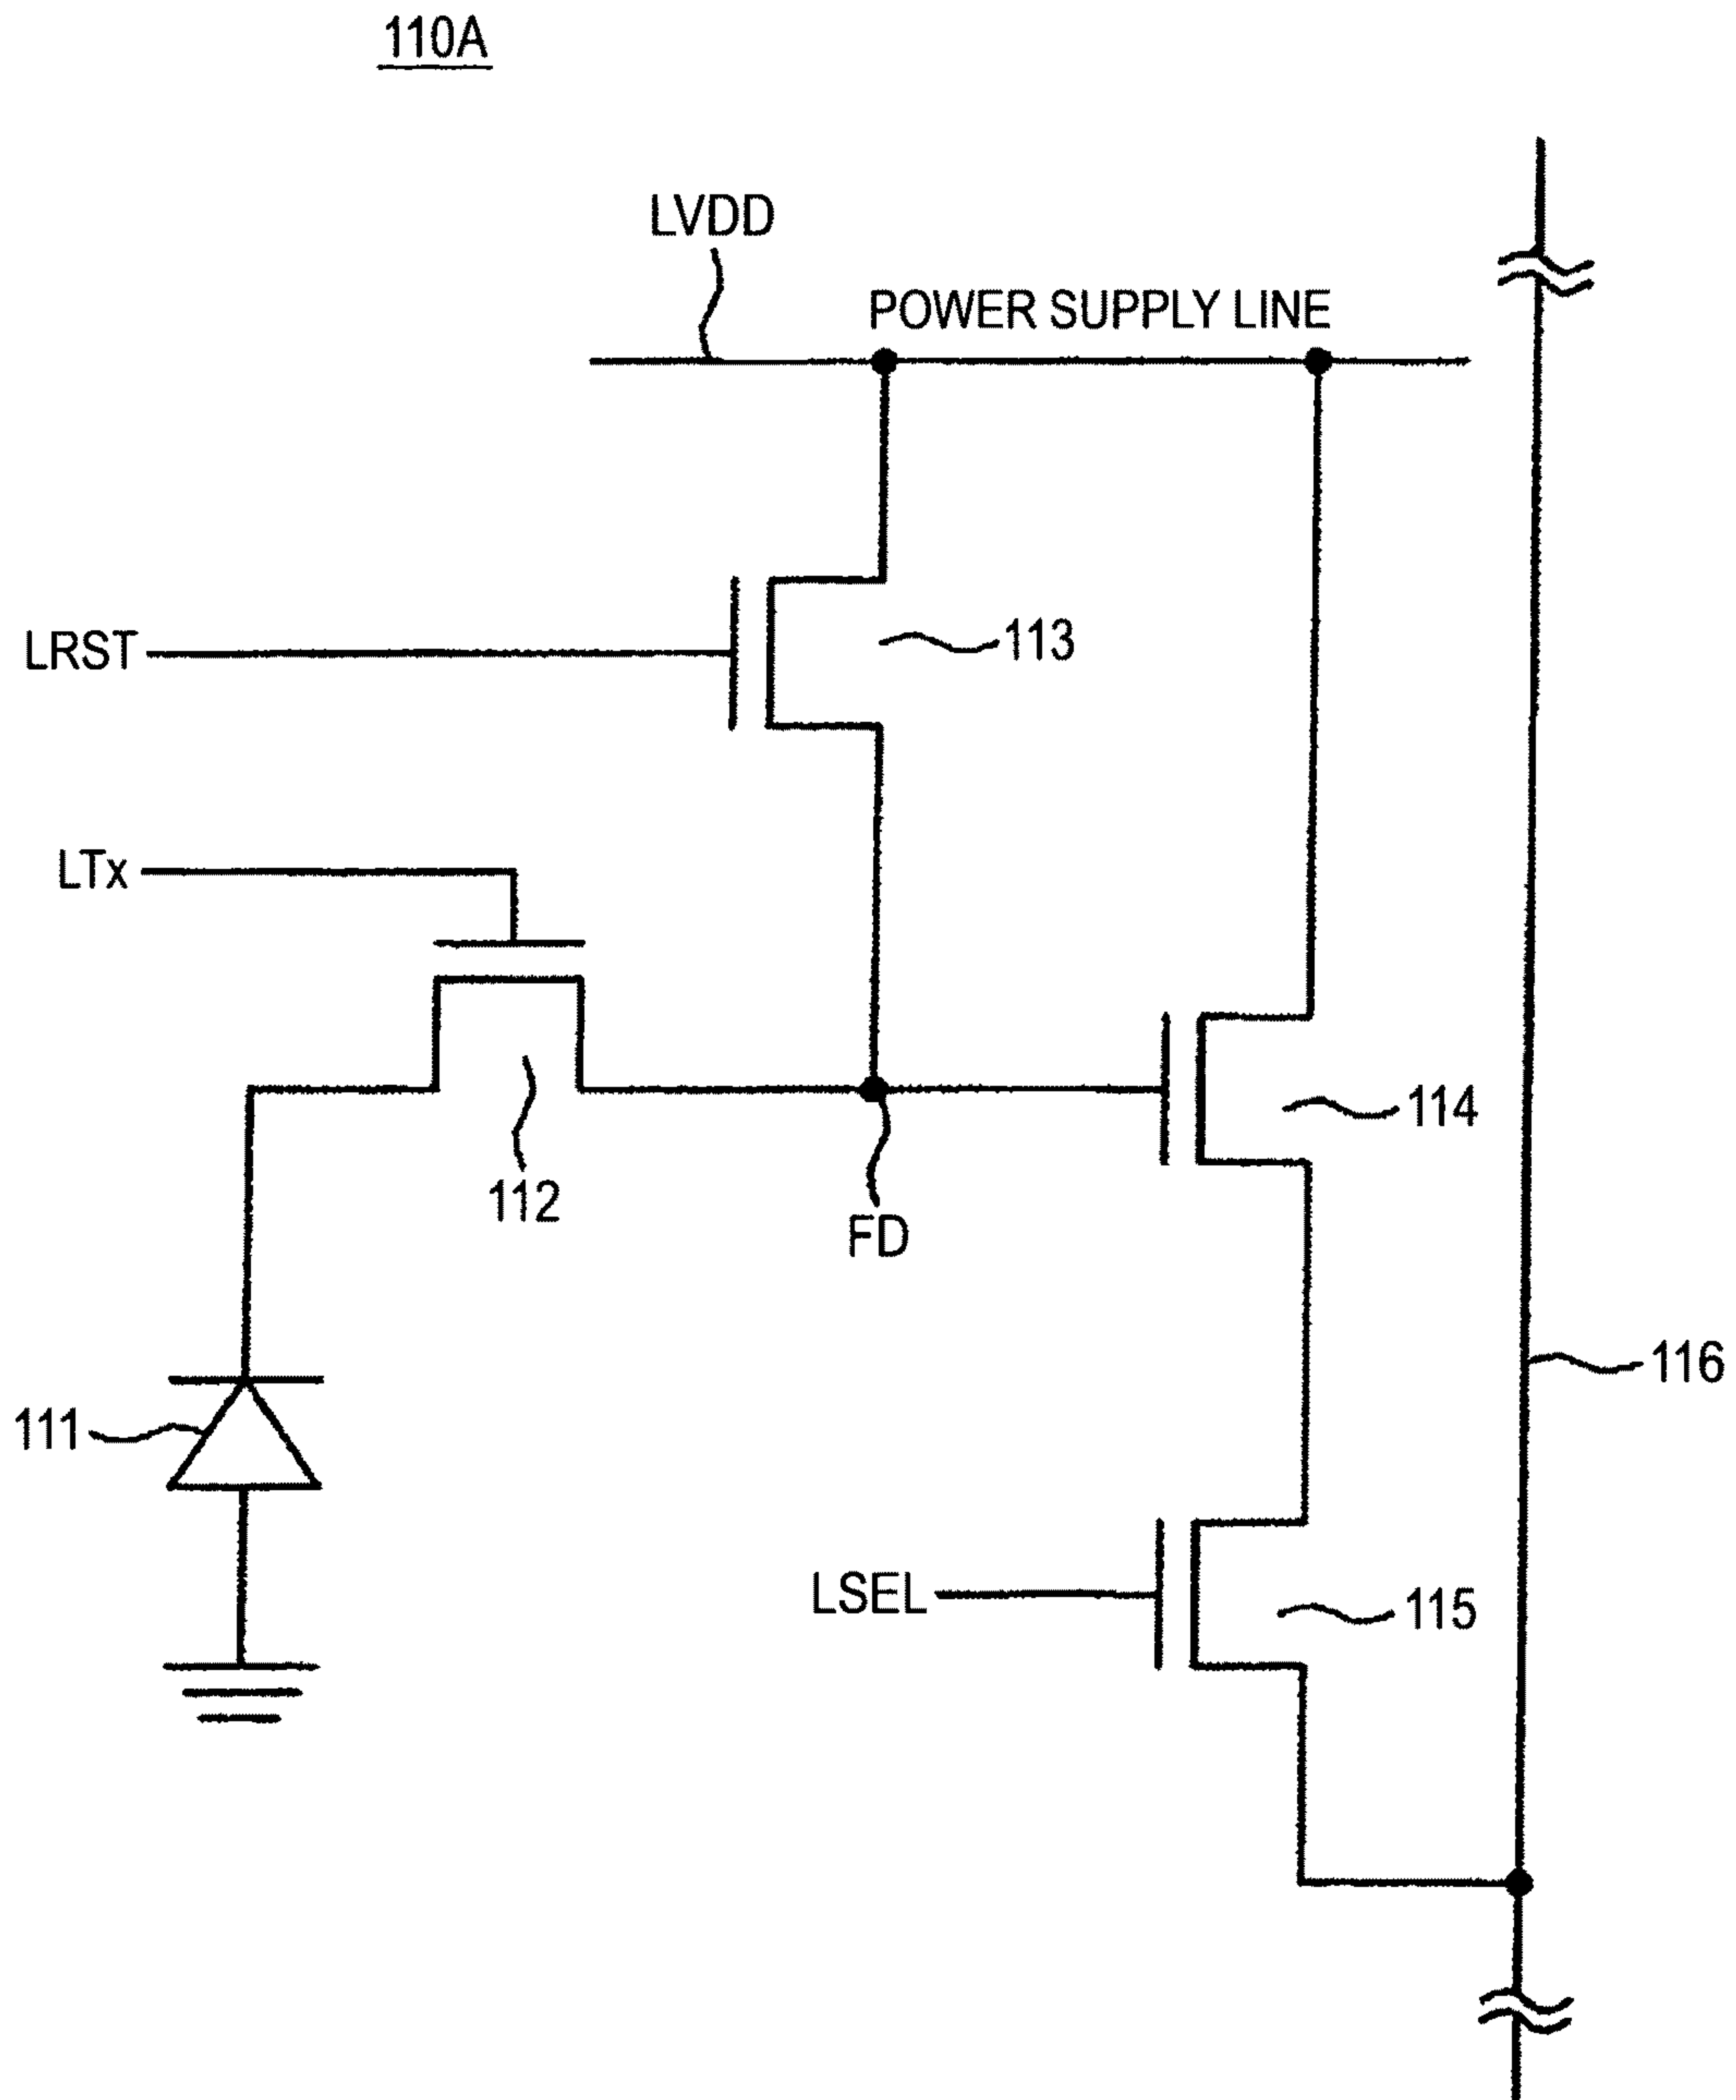 110A
LVDD
POWER SUPPLY LINE
LRST
113
LTx
114
112
FD
116
111
LSEL
115